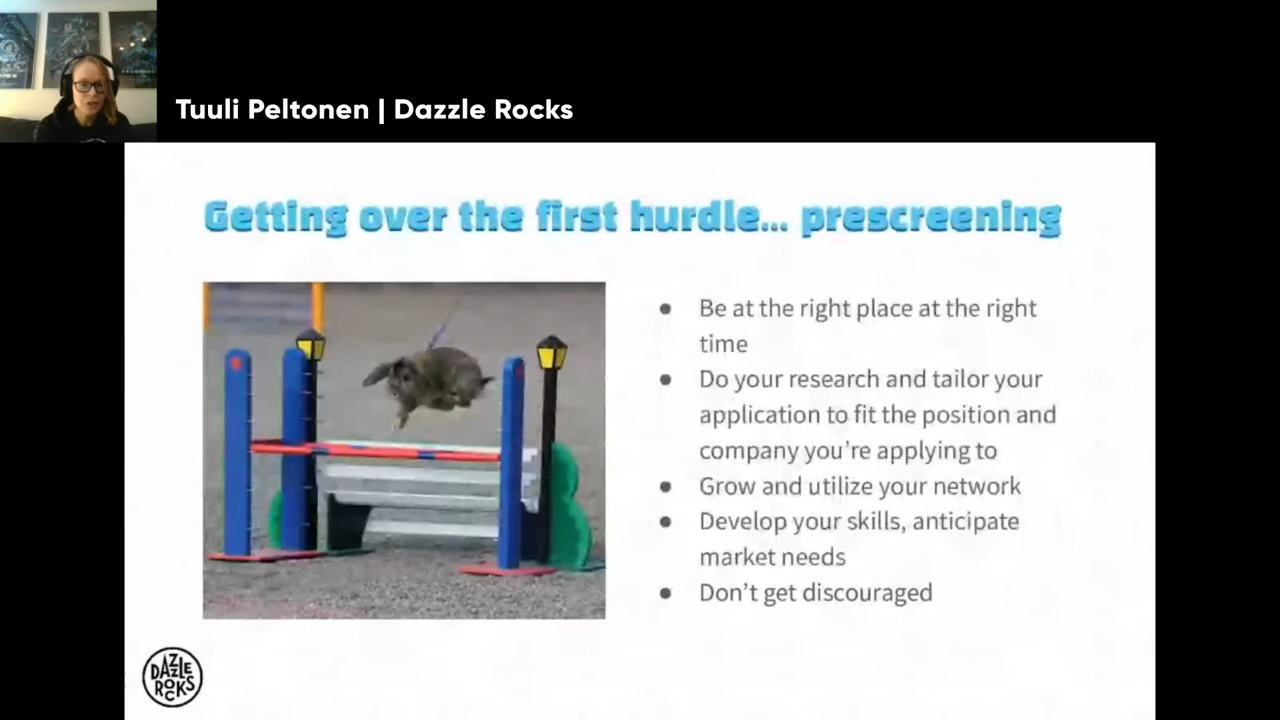 Tuuli Peltonen | Dazzle Rocks
Getting over the first hurdle... prescreening
● Be at the right place at the right
time
● Do your research and tailor your
application to fit the position and
company you’re applying to
● Grow and utilize your network
● Develop your skills, anticipate
market needs
● Don’t get discouraged
DAZZLE
ROCKS